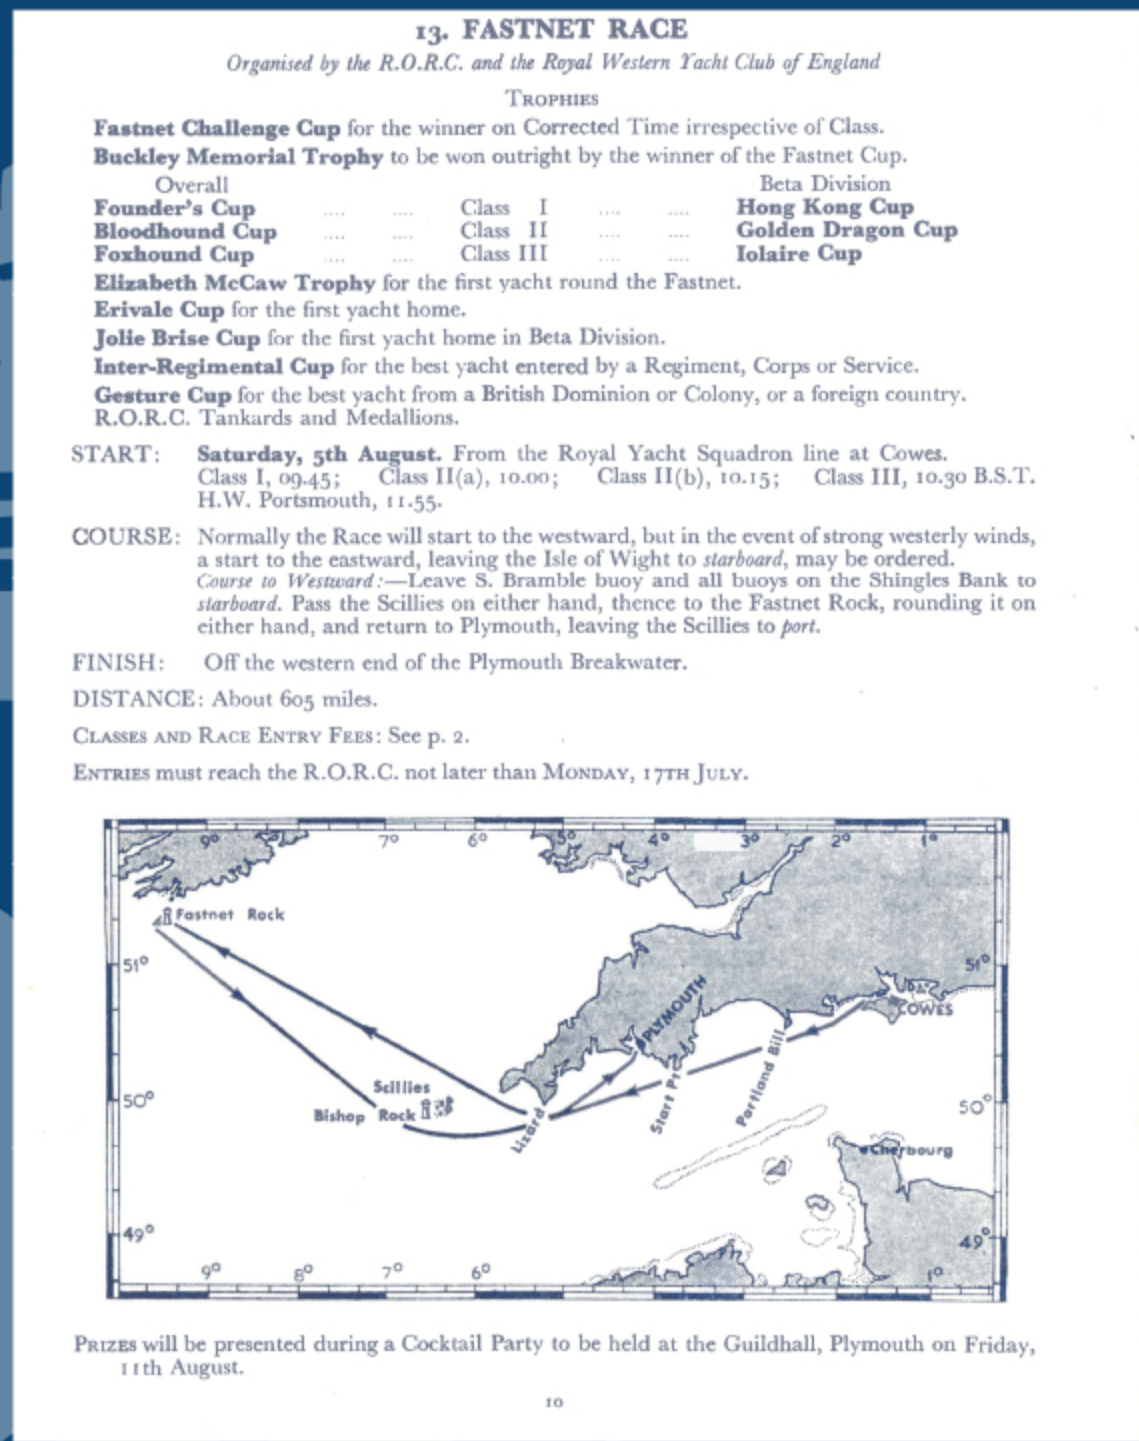 13. FASTNET RACE
Organised by the R.O.R.C. and the Royal Western Yacht Club of England
TROPHIES
Fastnet Challenge Cup for the winner on Corrected Time irrespective of Class.
Buckley Memorial Trophy to be won outright by the winner of the Fastnet Cup.
Overall Beta Division
Founder's Cup .... .... Class I .... .... Hong Kong Cup
Bloodhound Cup .... .... Class II .... .... Golden Dragon Cup
Foxhound Cup .... .... Class III .... .... Iolaire Cup
Elizabeth McCaw Trophy for the first yacht round the Fastnet.
Erivale Cup for the first yacht home.
Jolie Brise Cup for the first yacht home in Beta Division.
Inter-Regimental Cup for the best yacht entered by a Regiment, Corps or Service.
Gesture Cup for the best yacht from a British Dominion or Colony, or a foreign country.
R.O.R.C. Tankards and Medallions.
START: Saturday, 5th August. From the Royal Yacht Squadron line at Cowes.
Class I, 09.45; Class II(a), 10.00; Class II(b), 10.15; Class III, 10.30 B.S.T.
H.W. Portsmouth, 11.55.
COURSE: Normally the Race will start to the westward, but in the event of strong westerly winds,
a start to the eastward, leaving the Isle of Wight to starboard, may be ordered.
Course to Westward:—Leave S. Bramble buoy and all buoys on the Shingles Bank to
starboard. Pass the Scillies on either hand, thence to the Fastnet Rock, rounding it on
either hand, and return to Plymouth, leaving the Scillies to port.
FINISH: Off the western end of the Plymouth Breakwater.
DISTANCE: About 605 miles.
CLASSES AND RACE ENTRY FEES: See p. 2.
ENTRIES must reach the R.O.R.C. not later than MONDAY, 17TH JULY.
9° 7° 6° 5° 4° 3° 2° 1°
Fastnet Rock
51° 51°
PLYMOUTH
COWES
Scillies
50° 50°
Bishop Rock
Lizard
Start Pt
Portland Bill
Cherbourg
49° 49°
9° 8° 7° 6° 1°
PRIZES will be presented during a Cocktail Party to be held at the Guildhall, Plymouth on Friday,
11th August.
10